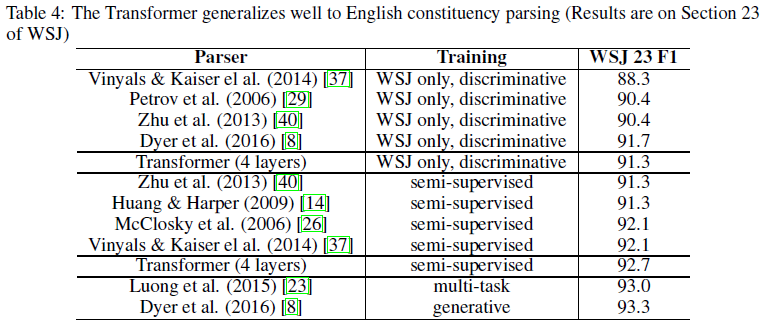 Table 4: The Transformer generalizes well to English constituency parsing (Results are on Section 23
of WSJ)
Parser Training WSJ 23 F1
Vinyals & Kaiser el al. (2014) [37] WSJ only, discriminative 88.3
Petrov et al. (2006) [29] WSJ only, discriminative 90.4
Zhu et al. (2013) [40] WSJ only, discriminative 90.4
Dyer et al. (2016) [8] WSJ only, discriminative 91.7
Transformer (4 layers) WSJ only, discriminative 91.3
Zhu et al. (2013) [40] semi-supervised 91.3
Huang & Harper (2009) [14] semi-supervised 91.3
McClosky et al. (2006) [26] semi-supervised 92.1
Vinyals & Kaiser el al. (2014) [37] semi-supervised 92.1
Transformer (4 layers) semi-supervised 92.7
Luong et al. (2015) [23] multi-task 93.0
Dyer et al. (2016) [8] generative 93.3